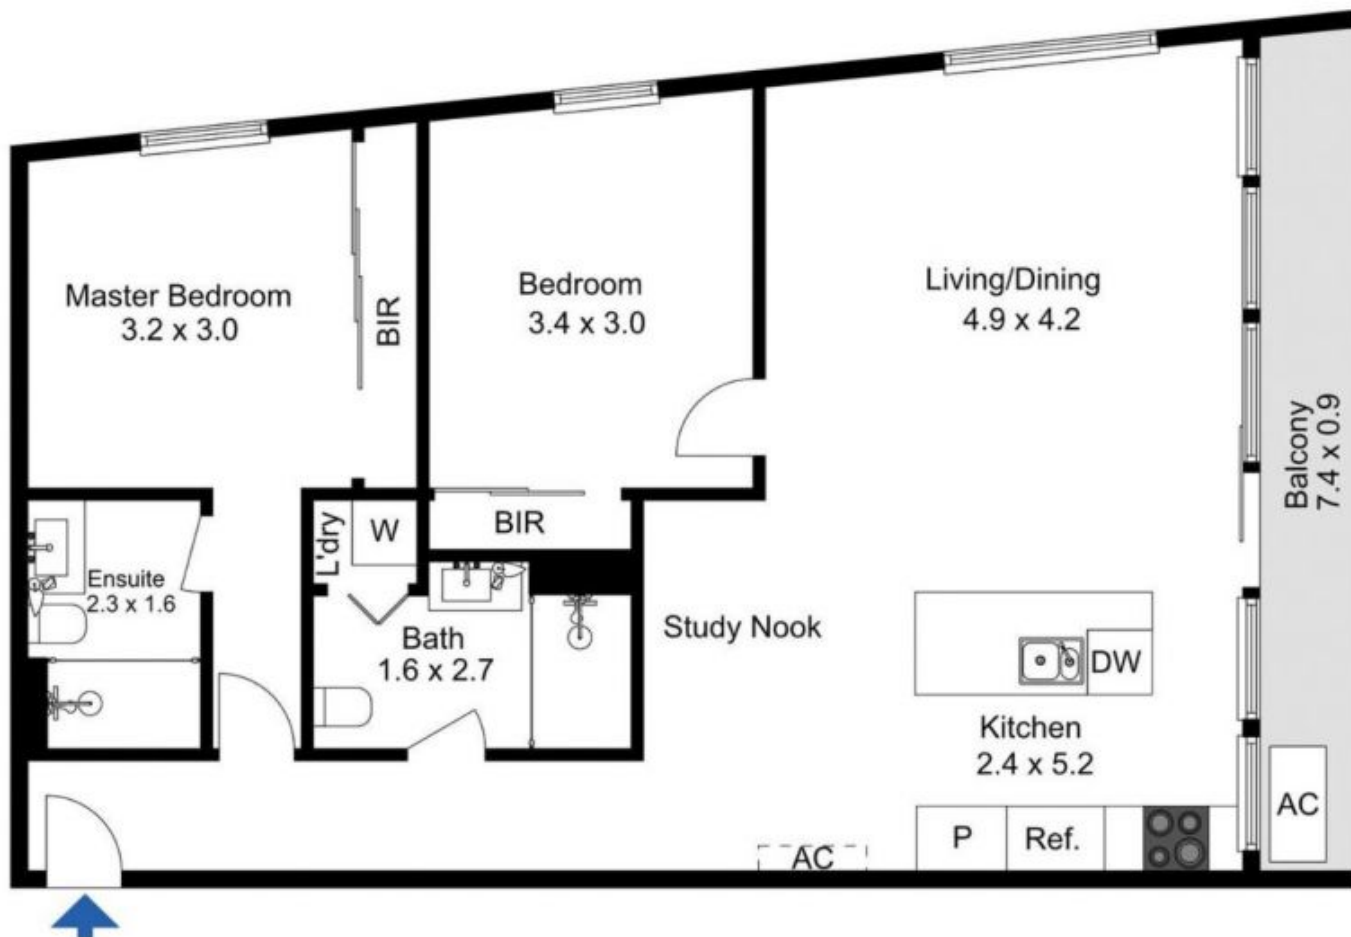 Master Bedroom
3.2 x 3.0
BIR
Bedroom
3.4 x 3.0
Living/Dining
4.9 x 4.2
Balcony
7.4 x 0.9
BIR
L'dry
W
Ensuite
2.3 x 1.6
Bath
1.6 x 2.7
Study Nook
DW
Kitchen
2.4 x 5.2
AC
P
Ref.
AC